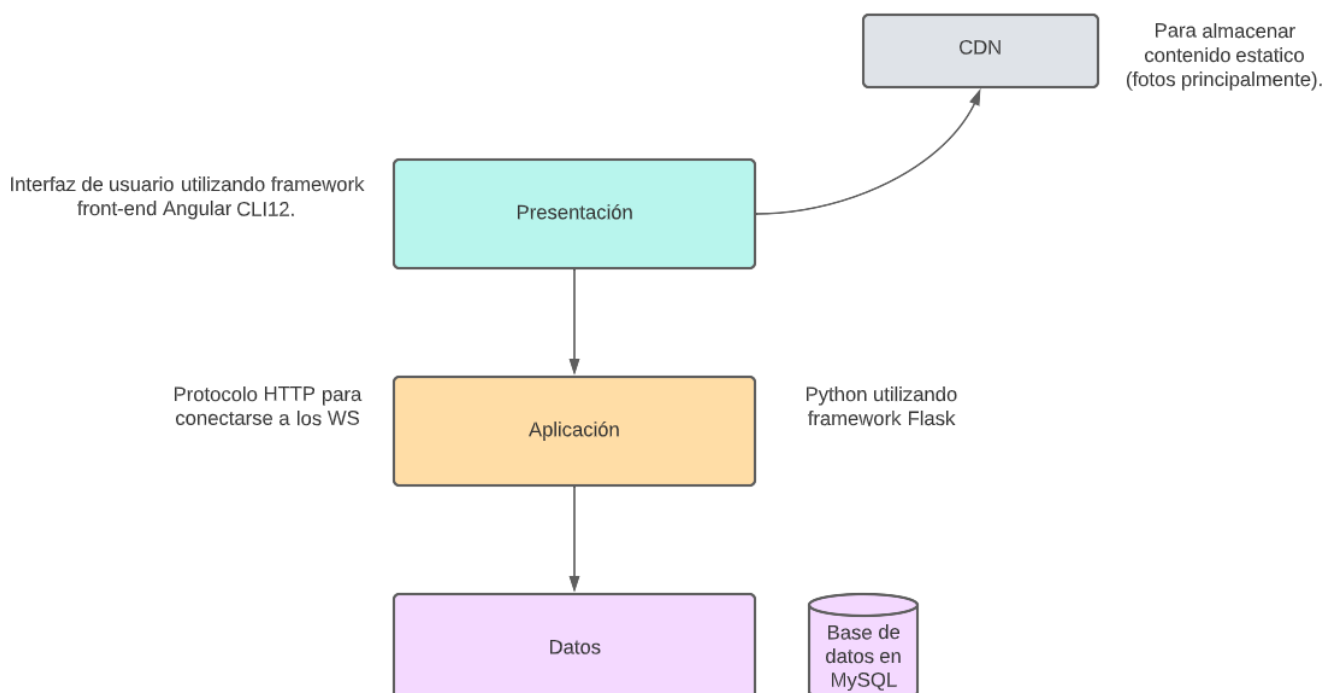 CDN
Para almacenar
contenido estatico
(fotos principalmente).
Interfaz de usuario utilizando framework
front-end Angular CLI12.
Presentación
Protocolo HTTP para
conectarse a los WS
Aplicación
Python utilizando
framework Flask
Datos
Base de
datos en
MySQL